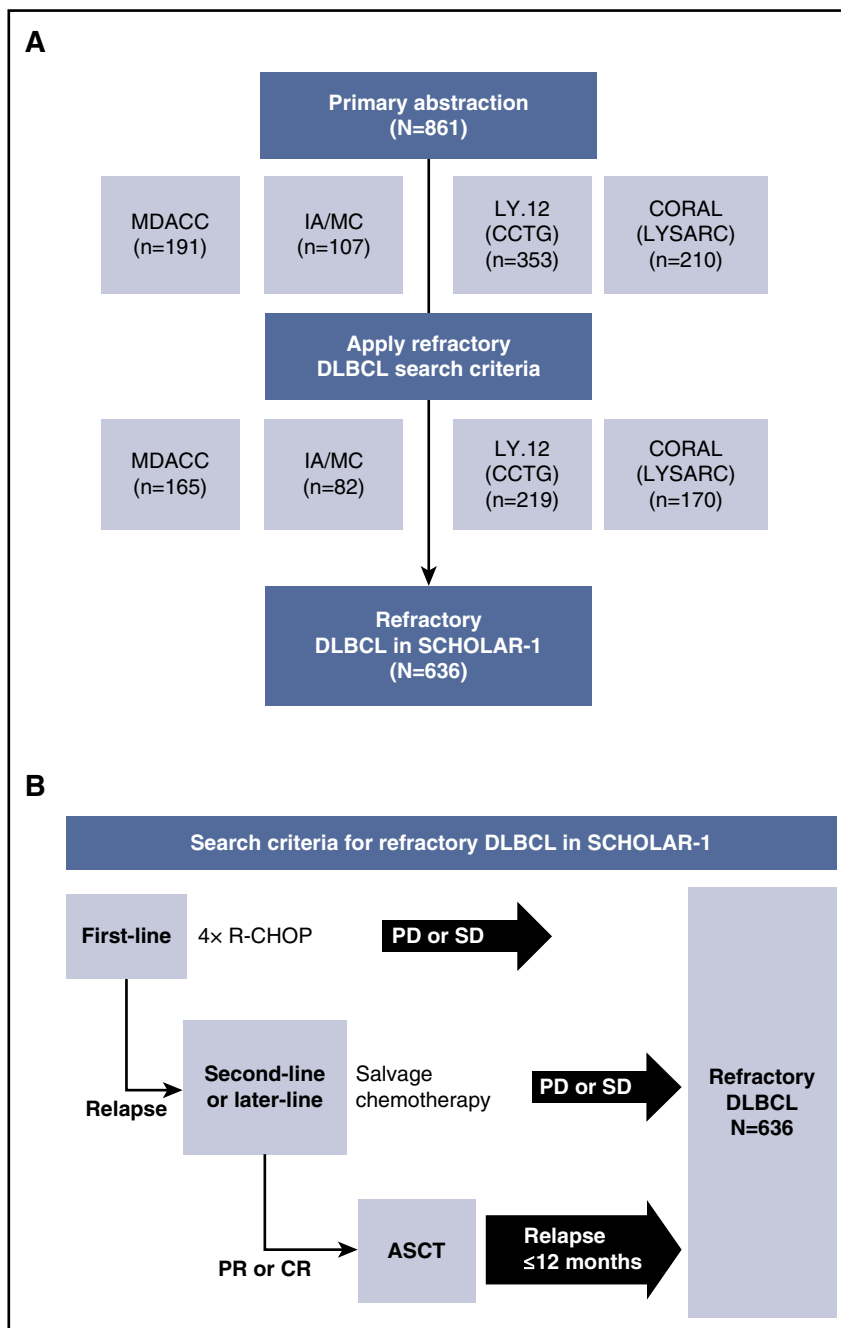 A
Primary abstraction
(N=861)
MDACC
(n=191)
IA/MC
(n=107)
LY.12
(CCTG)
(n=353)
CORAL
(LYSARC)
(n=210)
Apply refractory
DLBCL search criteria
MDACC
(n=165)
IA/MC
(n=82)
LY.12
(CCTG)
(n=219)
CORAL
(LYSARC)
(n=170)
Refractory
DLBCL in SCHOLAR-1
(N=636)
B
Search criteria for refractory DLBCL in SCHOLAR-1
First-line
4× R-CHOP
PD or SD
Relapse
Second-line
or later-line
Salvage
chemotherapy
PD or SD
PR or CR
ASCT
Relapse
≤12 months
Refractory
DLBCL
N=636